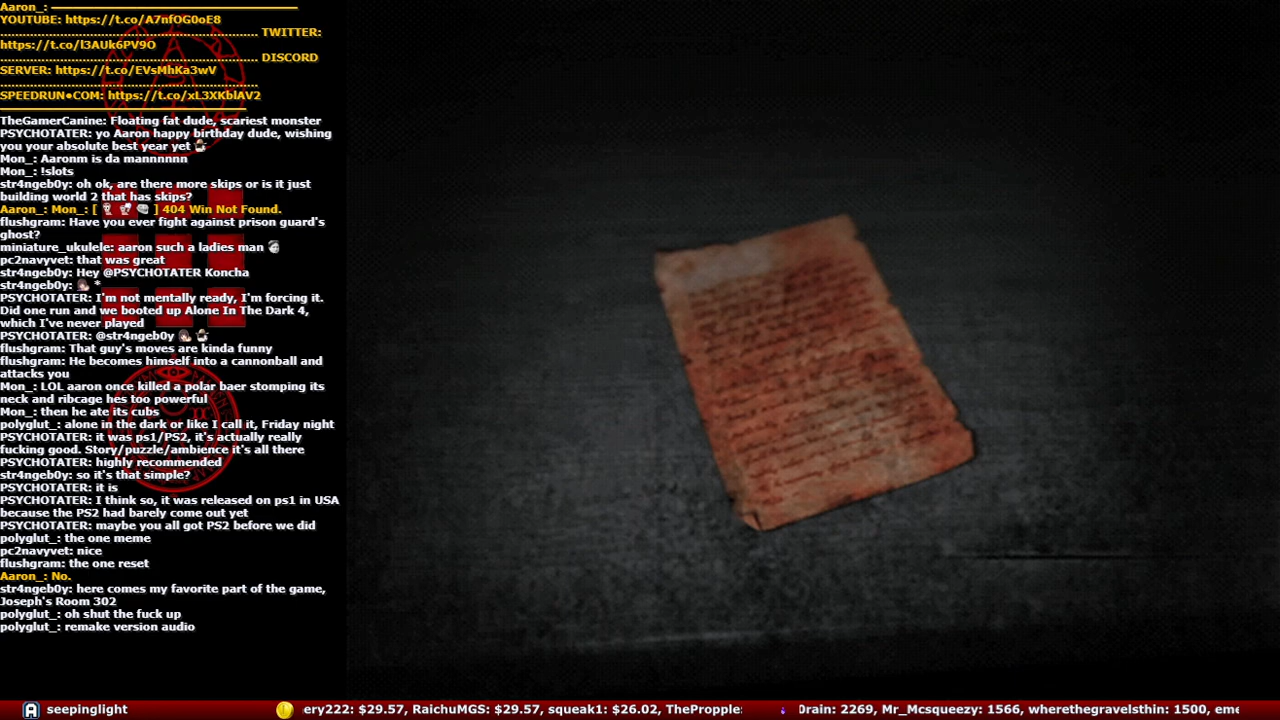 Aaron_: ————————————————
YOUTUBE: https://t.co/A7nfOG0oE8
.............................................................. TWITTER:
https://t.co/l3AUk6PV9O
.............................................................. DISCORD
SERVER: https://t.co/EVsMhKa3wV
..............................................................
SPEEDRUN●COM: https://t.co/xL3XKblAV2
TheGamerCanine: Floating fat dude, scariest monster
PSYCHOTATER: yo Aaron happy birthday dude, wishing
you your absolute best year yet
Mon_: Aaronm is da mannnnnn
Mon_: !slots
str4ngeb0y: oh ok, are there more skips or is it just
building world 2 that has skips?
Aaron_: Mon_: [ ] 404 Win Not Found.
flushgram: Have you ever fight against prison guard's
ghost?
miniature_ukulele: aaron such a ladies man
pc2navyvet: that was great
str4ngeb0y: Hey @PSYCHOTATER Koncha
str4ngeb0y: *
PSYCHOTATER: I'm not mentally ready, I'm forcing it.
Did one run and we booted up Alone In The Dark 4,
which I've never played
PSYCHOTATER: @str4ngeb0y
flushgram: That guy's moves are kinda funny
flushgram: He becomes himself into a cannonball and
attacks you
Mon_: LOL aaron once killed a polar baer stomping its
neck and ribcage hes too powerful
Mon_: then he ate its cubs
polyglut_: alone in the dark or like I call it, Friday night
PSYCHOTATER: it was ps1/PS2, it's actually really
fucking good. Story/puzzle/ambience it's all there
PSYCHOTATER: highly recommended
str4ngeb0y: so it's that simple?
PSYCHOTATER: it is
PSYCHOTATER: I think so, it was released on ps1 in USA
because the PS2 had barely come out yet
PSYCHOTATER: maybe you all got PS2 before we did
polyglut_: the one meme
pc2navyvet: nice
flushgram: the one reset
Aaron_: No.
str4ngeb0y: here comes my favorite part of the game,
Joseph's Room 302
polyglut_: oh shut the fuck up
polyglut_: remake version audio
A seepinglight ery222: $29.57, RaichuMGS: $29.57, squeak1: $26.02, ThePropple: Drain: 2269, Mr_Mcsqueezy: 1566, wherethegravelsthin: 1500, eme